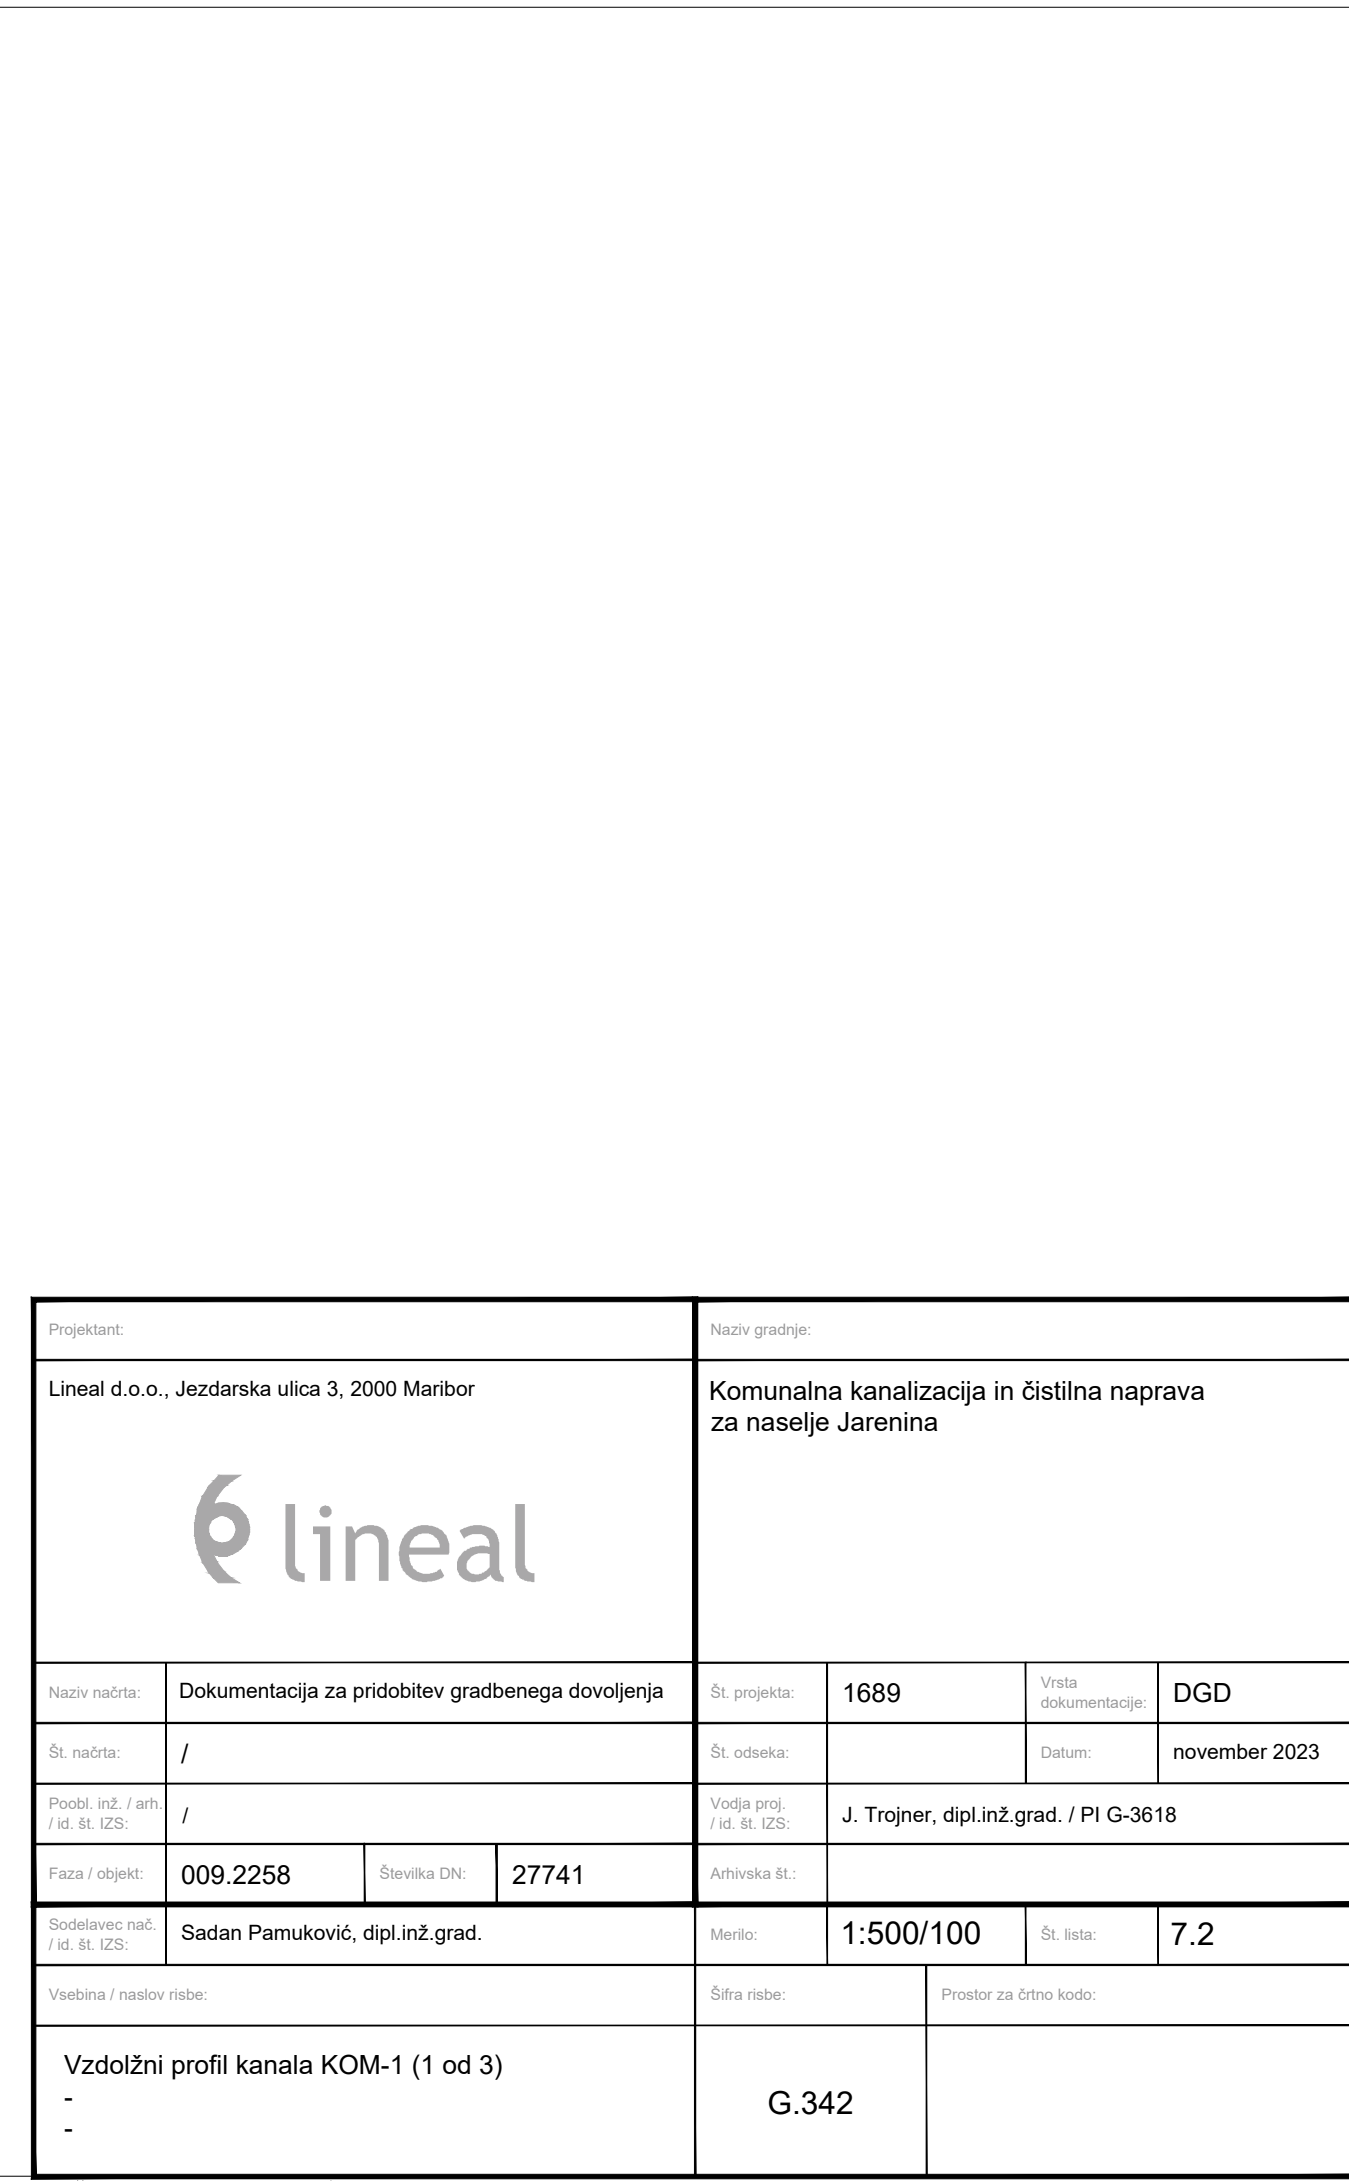 Projektant:
Naziv gradnje:
Lineal d.o.o., Jezdarska ulica 3, 2000 Maribor
Komunalna kanalizacija in čistilna naprava
za naselje Jarenina
lineal
Naziv načrta:
Dokumentacija za pridobitev gradbenega dovoljenja
Št. projekta:
1689
Vrsta
dokumentacije:
DGD
Št. načrta:
/
Št. odseka:
Datum:
november 2023
Poobl. inž. / arh.
/ id. št. IZS:
/
Vodja proj.
/ id. št. IZS:
J. Trojner, dipl.inž.grad. / PI G-3618
Faza / objekt:
009.2258
Številka DN:
27741
Arhivska št.:
Sodelavec nač.
/ id. št. IZS:
Sadan Pamuković, dipl.inž.grad.
Merilo:
1:500/100
Št. lista:
7.2
Vsebina / naslov risbe:
Šifra risbe:
Prostor za črtno kodo:
Vzdolžni profil kanala KOM-1 (1 od 3)
-
-
G.342